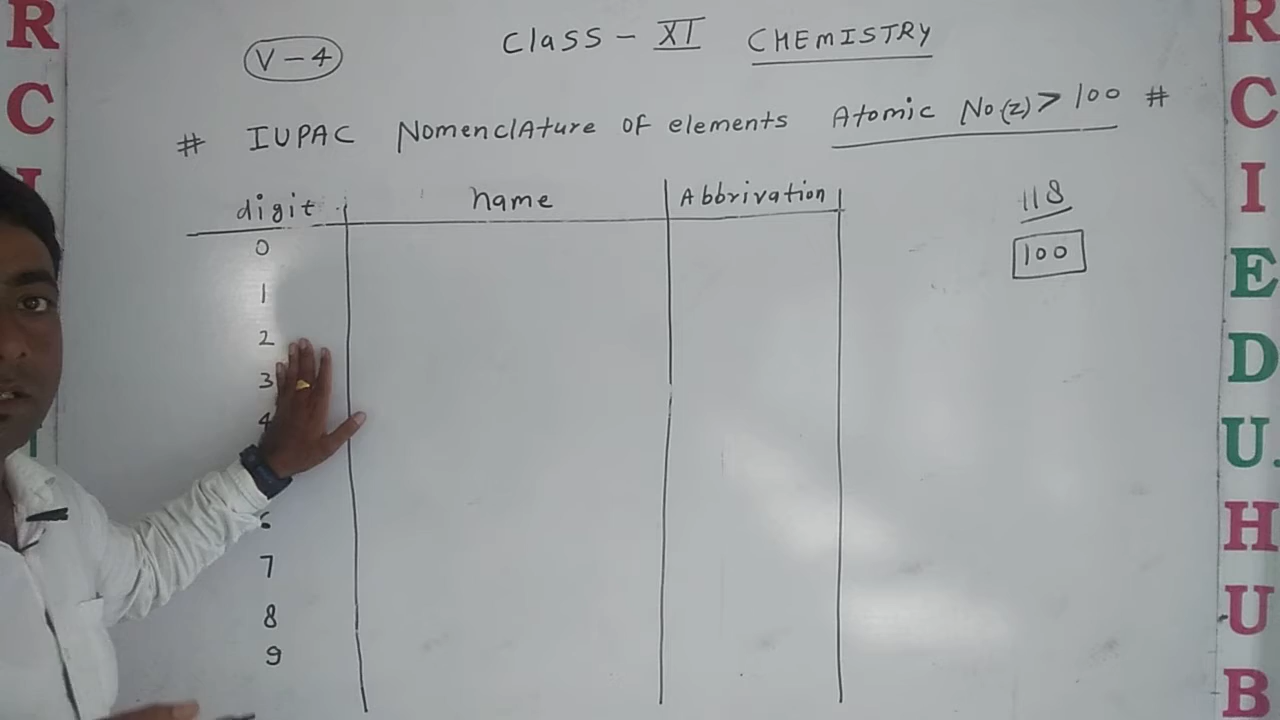 Class - XI CHEMISTRY
V-4
# IUPAC Nomenclature of elements Atomic No(z) > 100 #
digit name Abbrivation
118
100
0
1
2
3
4
6
7
8
9
R
C
I
R
C
I
E
D
U.
H
U
B